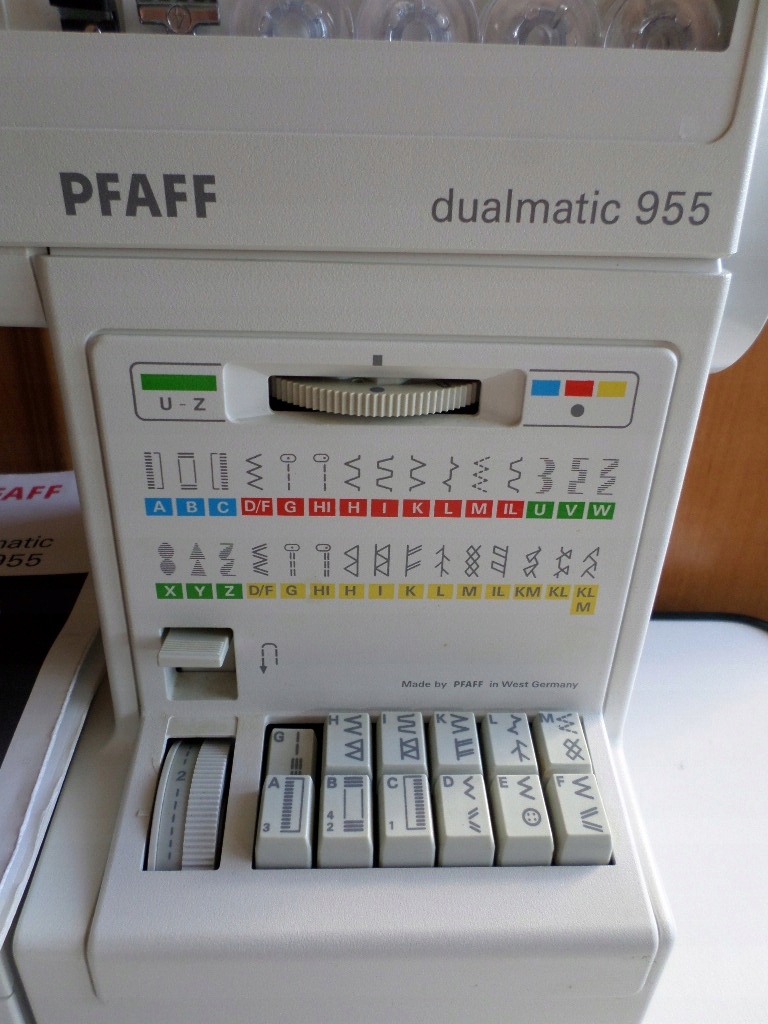 PFAFF
dualmatic 955
U - Z
A B C D/F G HI H I K L M IL U V W
X Y Z D/F G HI H I K L M IL KM KL KL
M
FAFF
matic
955
Made by PFAFF in West Germany
2
G H I K L M
A B C D E F
3 4 1
2